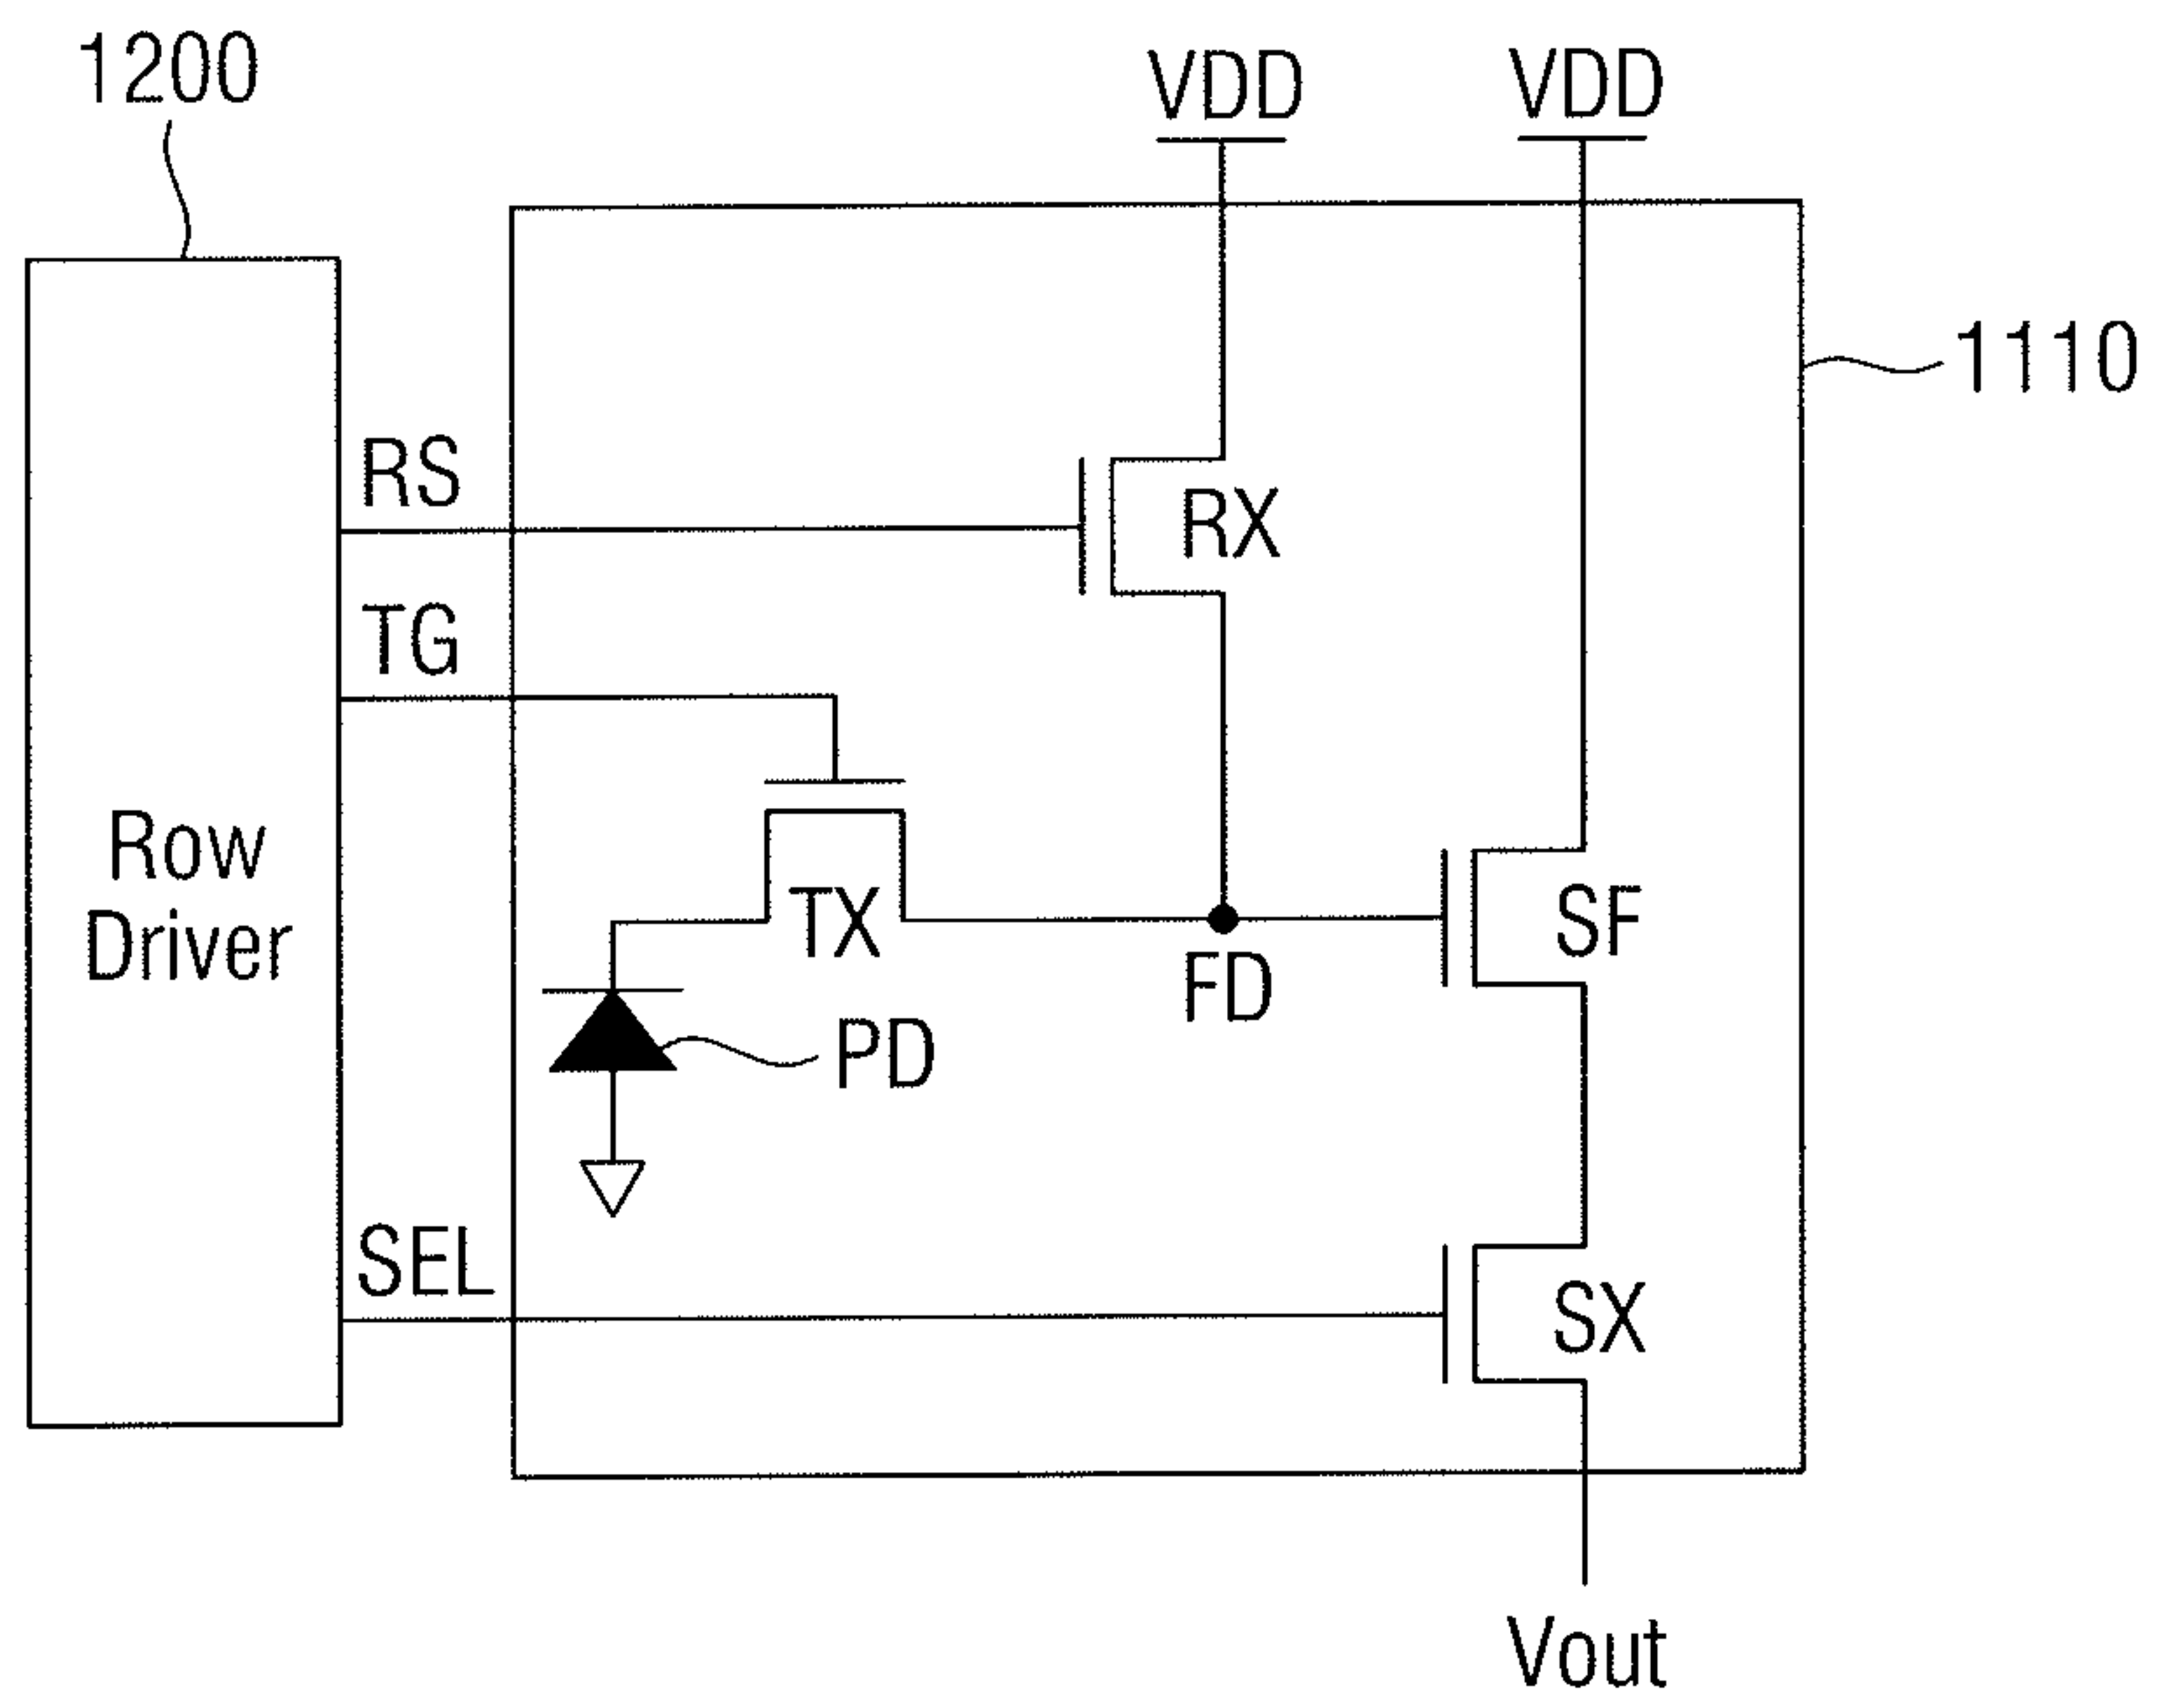 1200
VDD
VDD
1110
RS
RX
TG
Row
Driver
TX
SF
FD
PD
SEL
SX
Vout